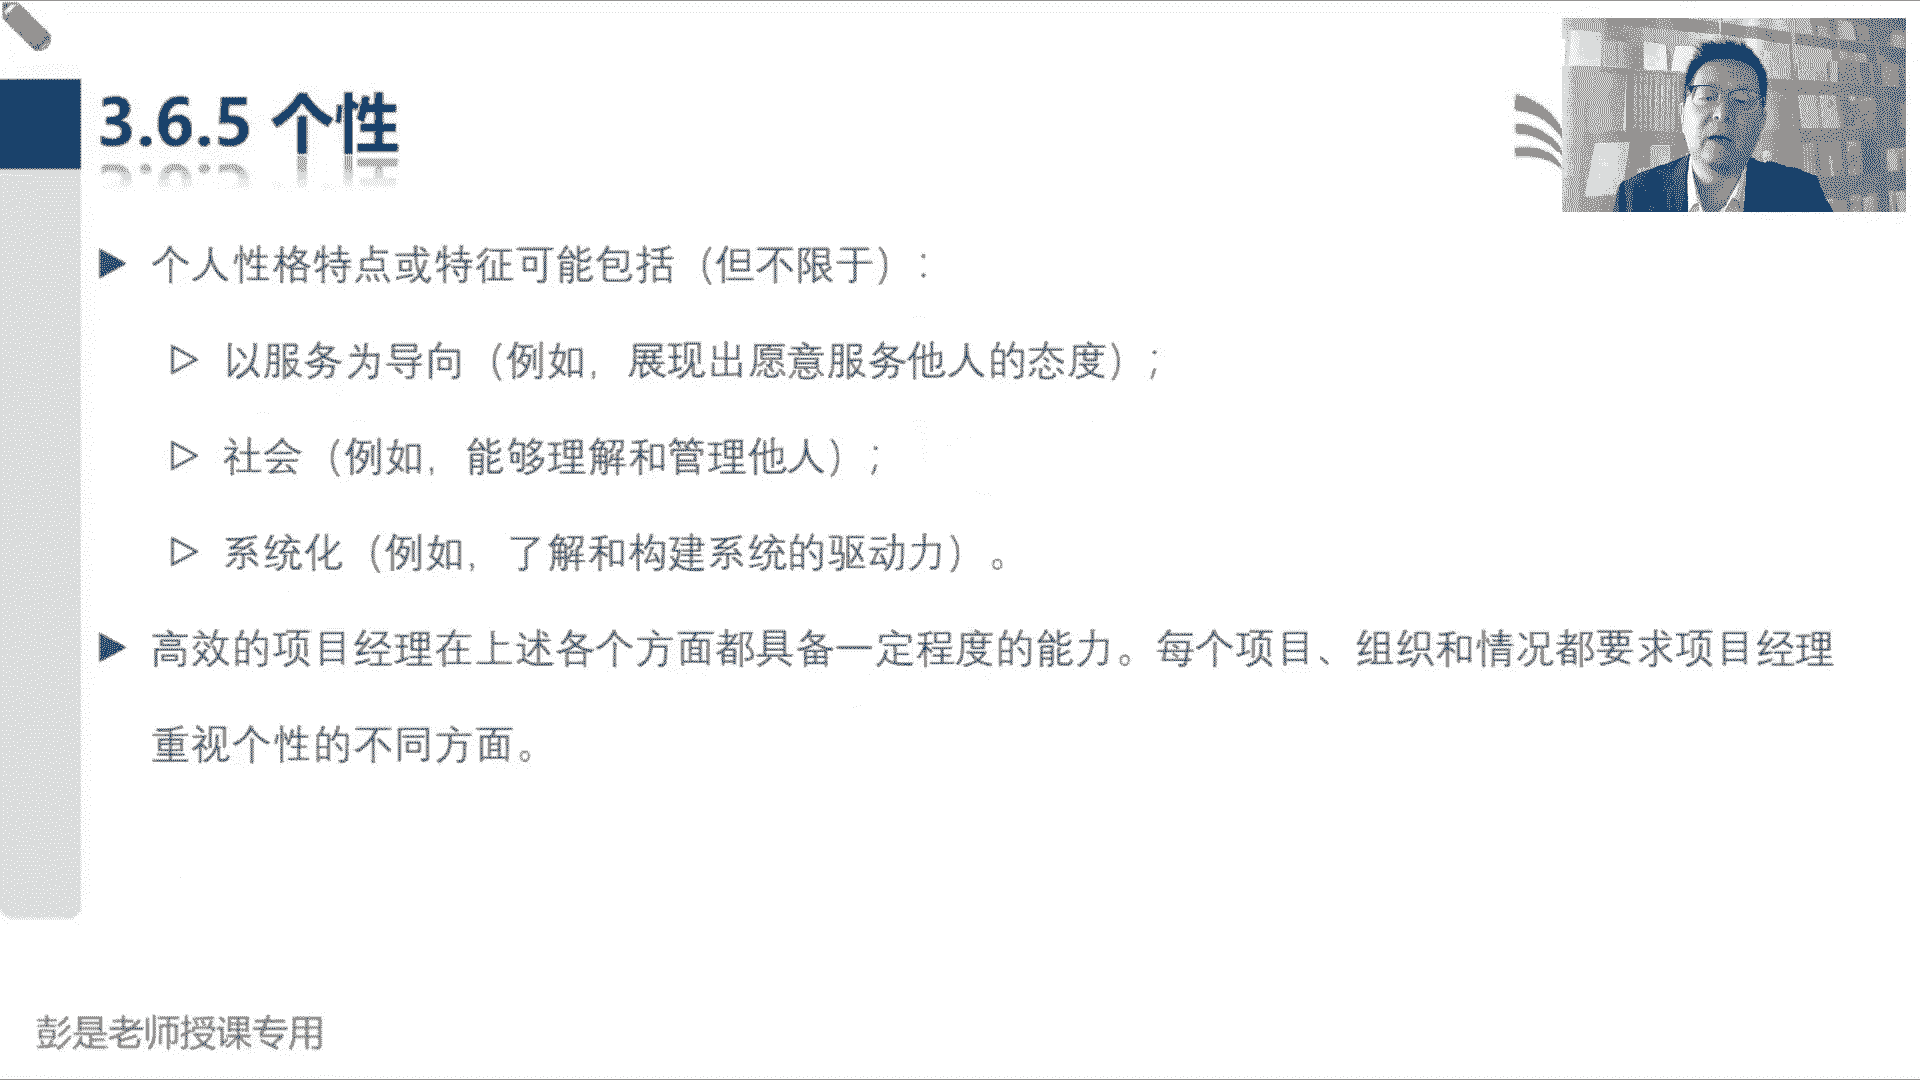 3.6.5 个性
个人性格特点或特征可能包括（但不限于）：
以服务为导向（例如，展现出愿意服务他人的态度）；
社会（例如，能够理解和管理他人）；
系统化（例如，了解和构建系统的驱动力）。
高效的项目经理在上述各个方面都具备一定程度的能力。每个项目、组织和情况都要求项目经理
重视个性的不同方面。
彭是老师授课专用